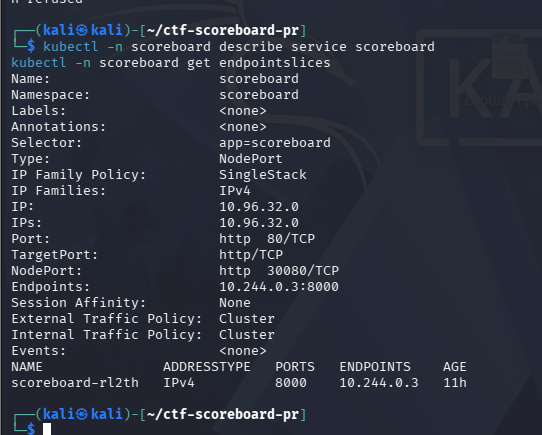 n refused
┌──(kali㉿kali)-[~/ctf-scoreboard-pr]
└─$ kubectl -n scoreboard describe service scoreboard
kubectl -n scoreboard get endpointslices
Name:                     scoreboard
Namespace:                scoreboard
Labels:                   <none>
Annotations:              <none>
Selector:                 app=scoreboard
Type:                     NodePort
IP Family Policy:         SingleStack
IP Families:              IPv4
IP:                       10.96.32.0
IPs:                      10.96.32.0
Port:                     http  80/TCP
TargetPort:               http/TCP
NodePort:                 http  30080/TCP
Endpoints:                10.244.0.3:8000
Session Affinity:         None
External Traffic Policy:  Cluster
Internal Traffic Policy:  Cluster
Events:                   <none>
NAME               ADDRESSTYPE   PORTS   ENDPOINTS    AGE
scoreboard-rl2th   IPv4          8000    10.244.0.3   11h
┌──(kali㉿kali)-[~/ctf-scoreboard-pr]
└─$
KA